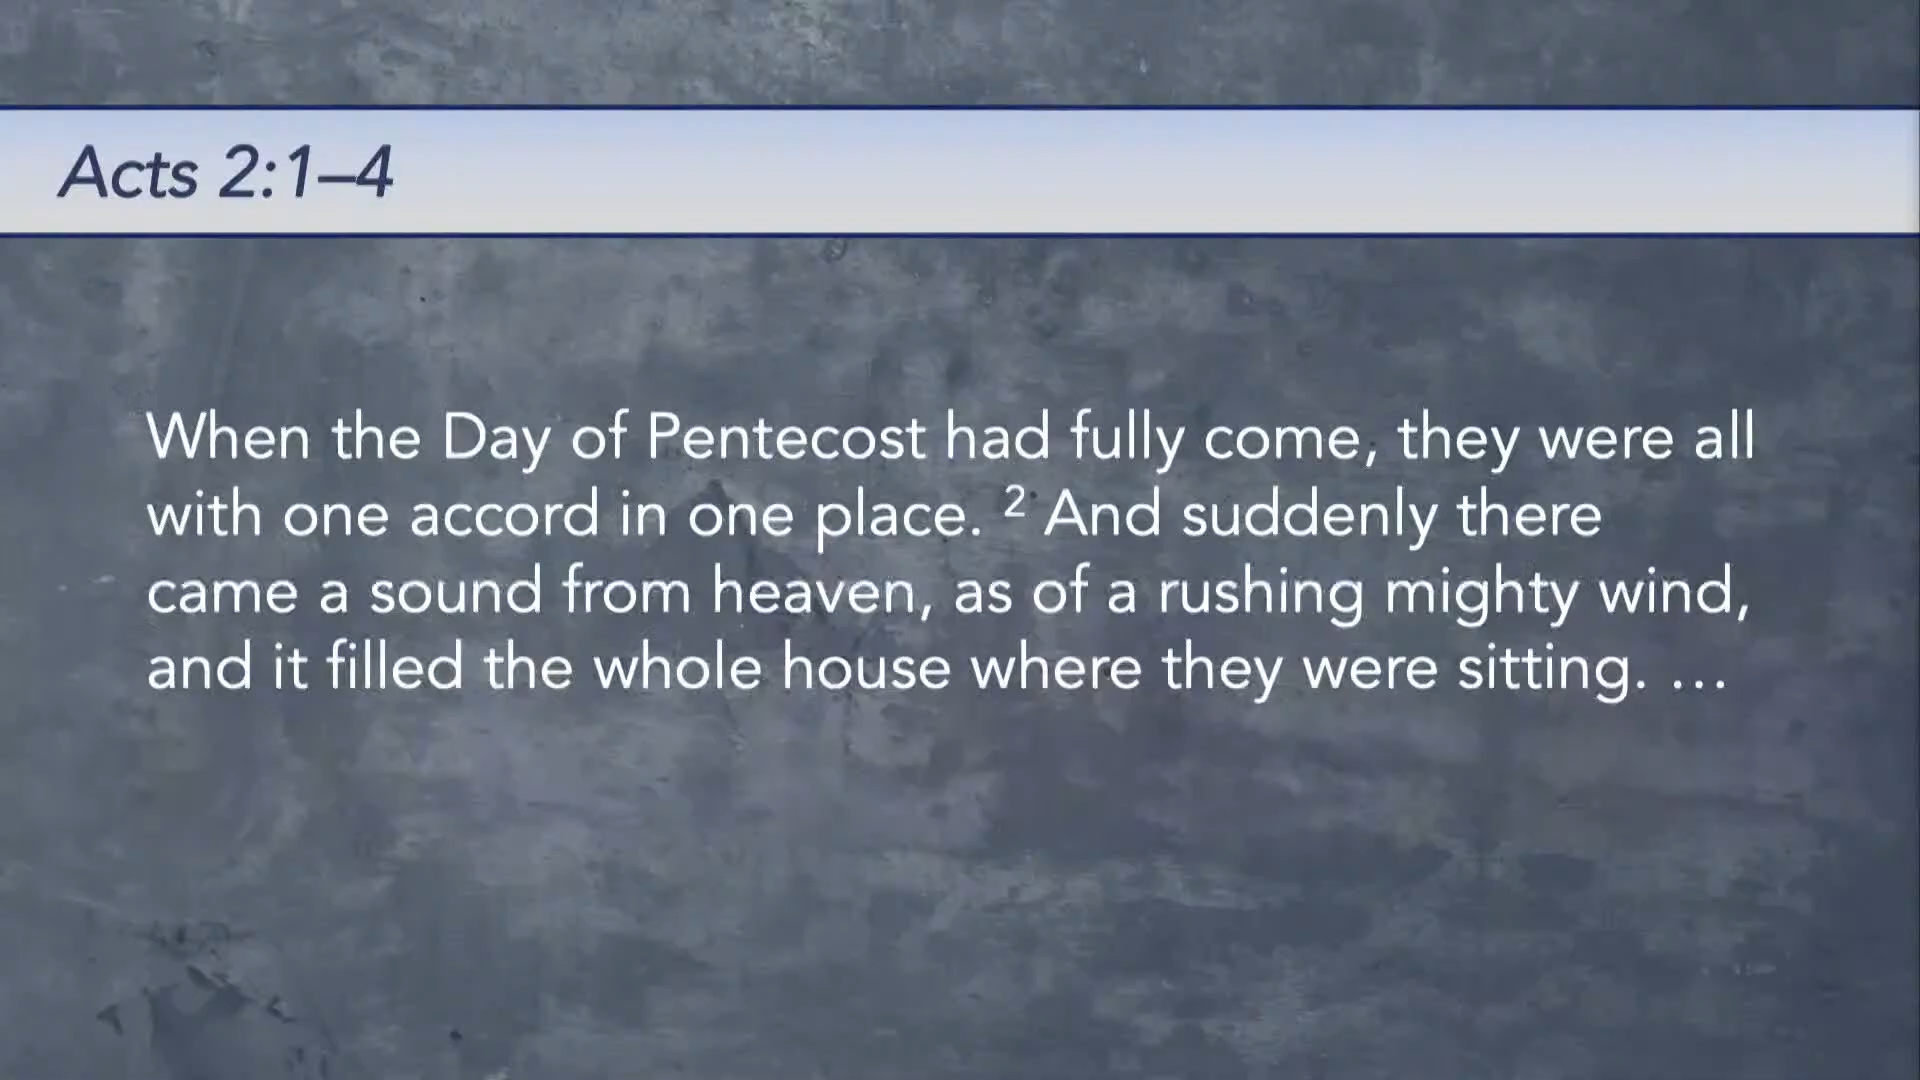 Acts 2:1–4
When the Day of Pentecost had fully come, they were all
with one accord in one place. ² And suddenly there
came a sound from heaven, as of a rushing mighty wind,
and it filled the whole house where they were sitting. …